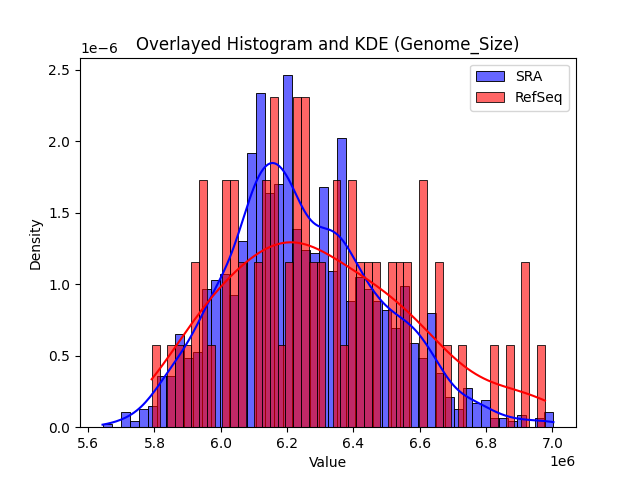 Overlayed Histogram and KDE (Genome_Size)
1e−6
SRA
RefSeq
2.5
2.0
1.5
1.0
0.5
0.0
Density
5.6 5.8 6.0 6.2 6.4 6.6 6.8 7.0
1e6
Value